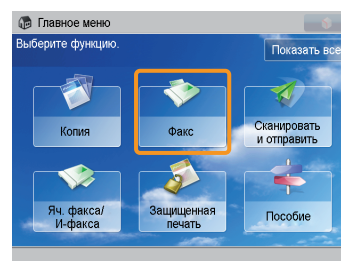 Главное меню
Выберите функцию.
Показать все
Копия
Факс
Сканировать
и отправить
Яч. факса/
И-факса
Защищенная
печать
Пособие